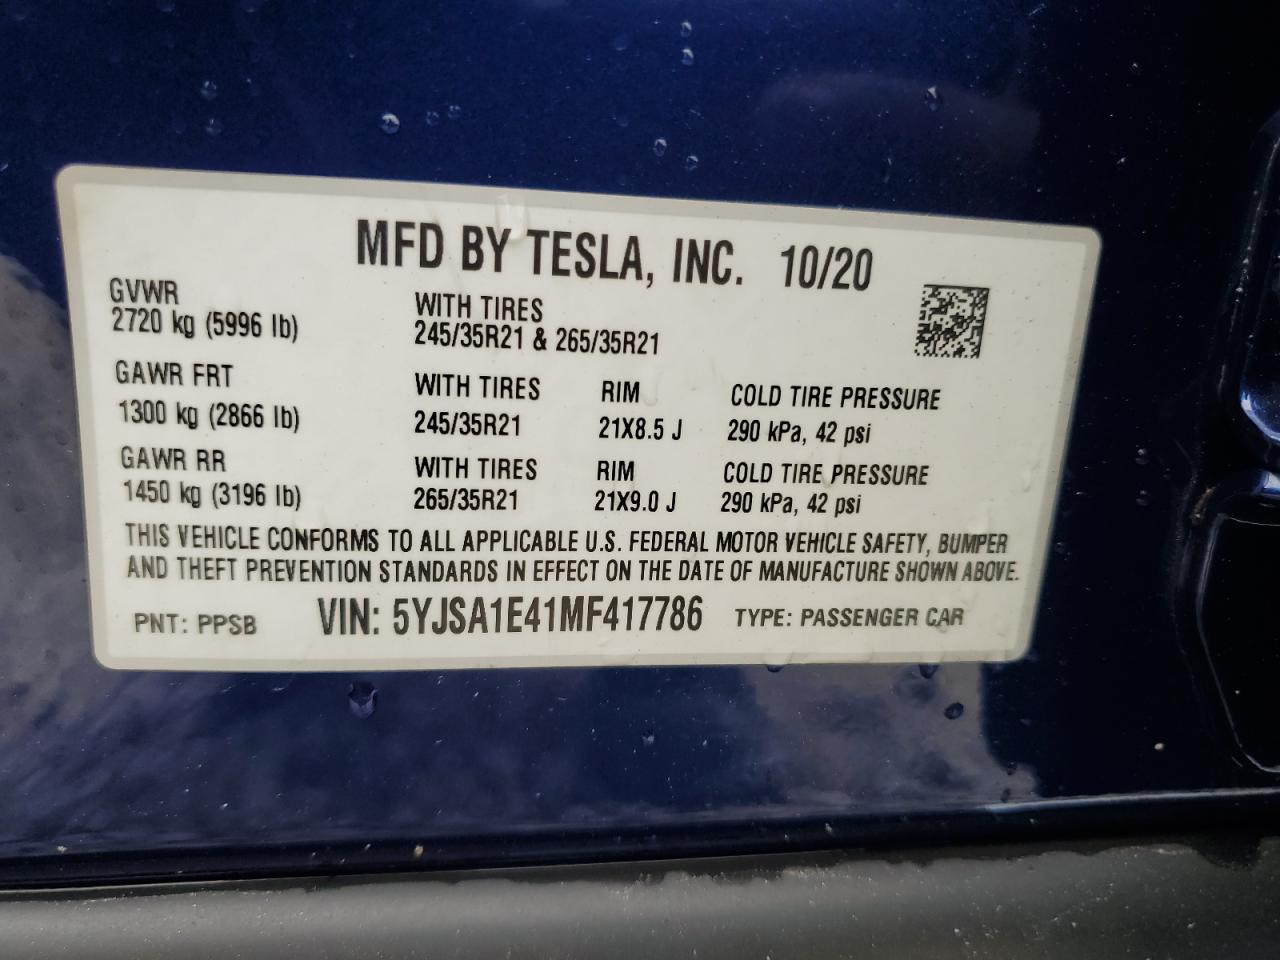 MFD BY TESLA, INC. 10/20
GVWR
2720 kg (5996 lb)
WITH TIRES
245/35R21 & 265/35R21
GAWR FRT
1300 kg (2866 lb)
WITH TIRES
245/35R21
RIM
21X8.5 J
COLD TIRE PRESSURE
290 kPa, 42 psi
GAWR RR
1450 kg (3196 lb)
WITH TIRES
265/35R21
RIM
21X9.0 J
COLD TIRE PRESSURE
290 kPa, 42 psi
THIS VEHICLE CONFORMS TO ALL APPLICABLE U.S. FEDERAL MOTOR VEHICLE SAFETY, BUMPER
AND THEFT PREVENTION STANDARDS IN EFFECT ON THE DATE OF MANUFACTURE SHOWN ABOVE.
PNT: PPSB VIN: 5YJSA1E41MF417786 TYPE: PASSENGER CAR